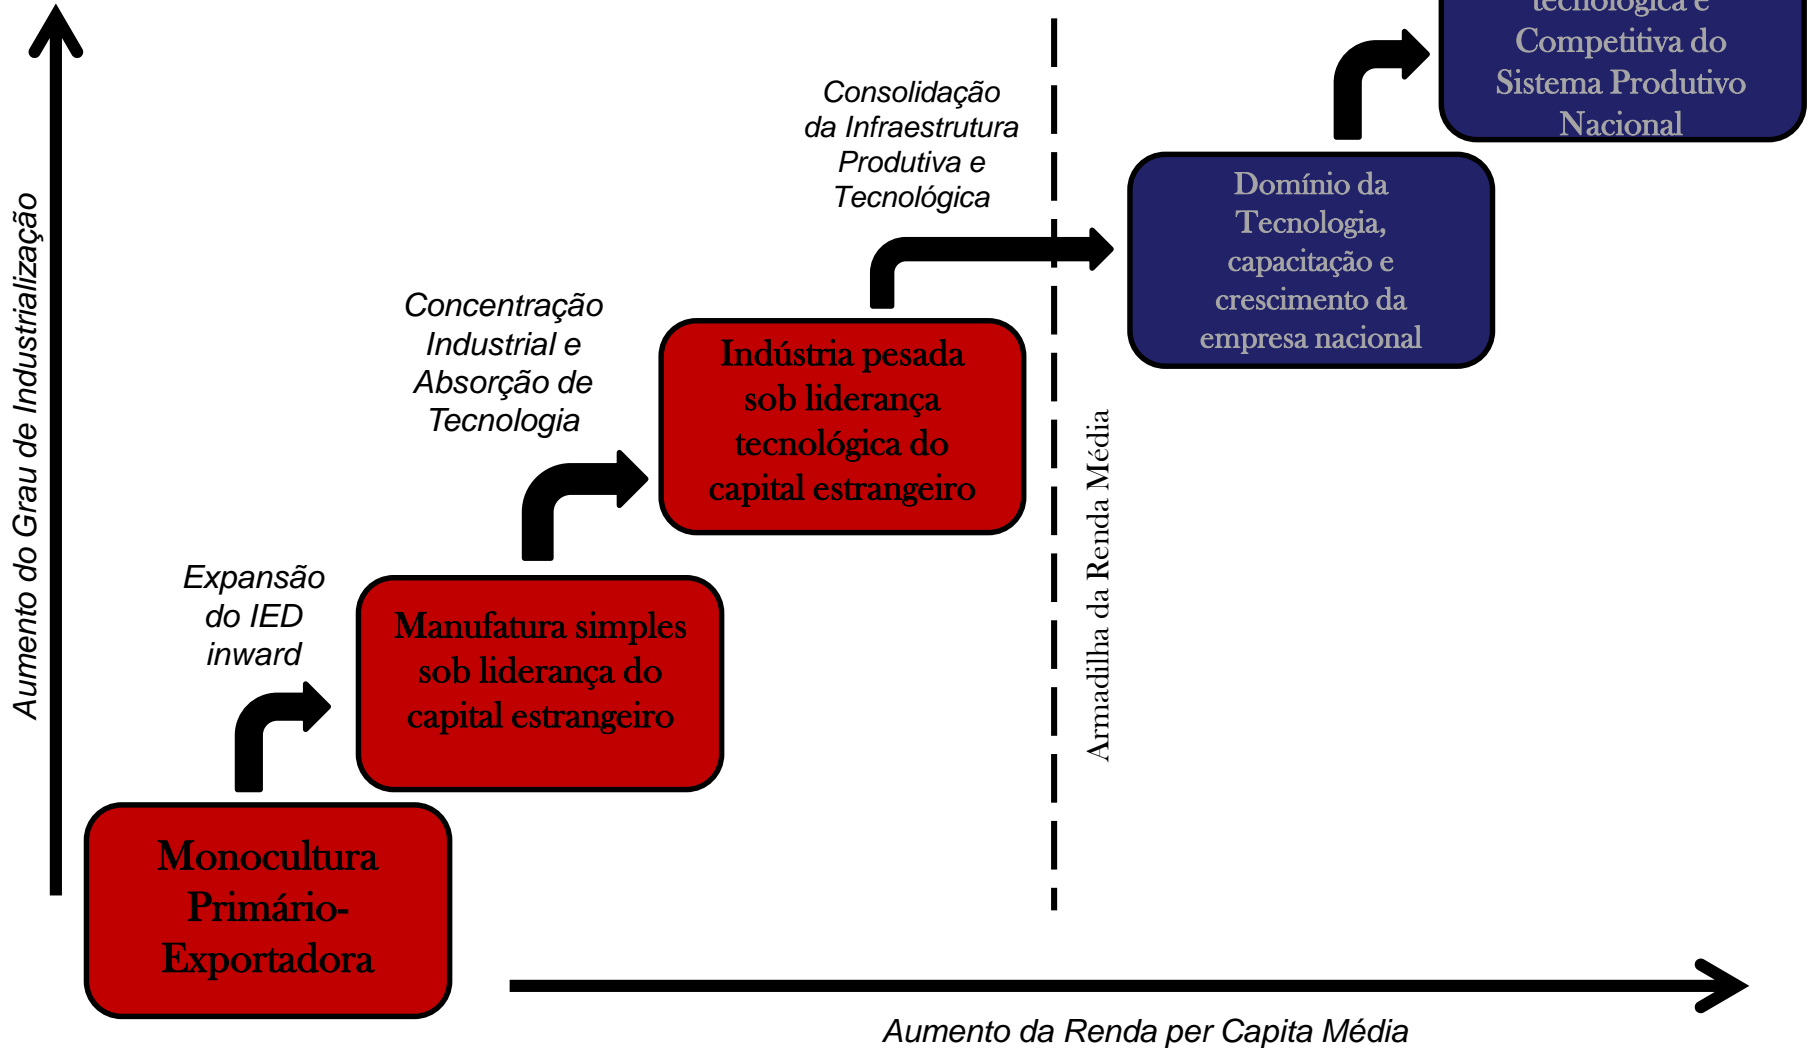 tecnológica e
Competitiva do
Sistema Produtivo
Nacional
Consolidação
da Infraestrutura
Produtiva e
Tecnológica
Domínio da
Tecnologia,
capacitação e
crescimento da
empresa nacional
Concentração
Industrial e
Absorção de
Tecnologia
Indústria pesada
sob liderança
tecnológica do
capital estrangeiro
Armadilha da Renda Média
Aumento do Grau de Industrialização
Expansão
do IED
inward
Manufatura simples
sob liderança do
capital estrangeiro
Monocultura
Primário-
Exportadora
Aumento da Renda per Capita Média